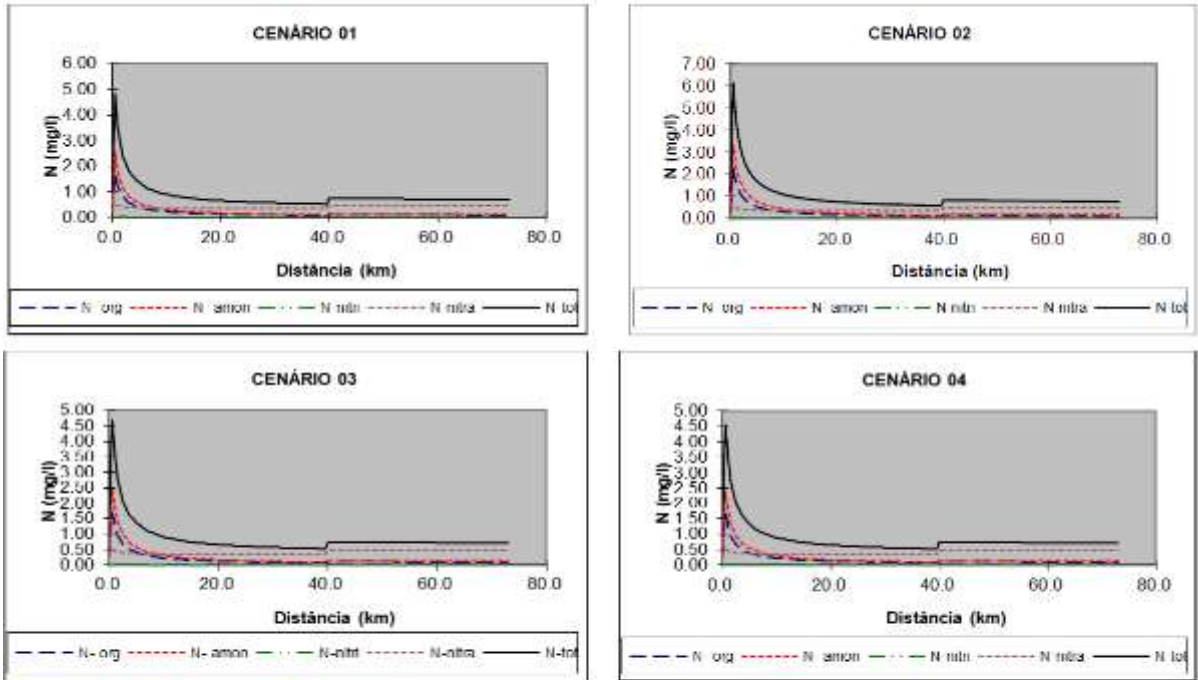 CENÁRIO 01
6.00
5.00
4.00
3.00
2.00
1.00
0.00
N (mg/l)
0.0 20.0 40.0 60.0 80.0
Distância (km)
N org N amon N nitri N nitra N tot
CENÁRIO 02
7.00
6.00
5.00
4.00
3.00
2.00
1.00
0.00
N (mg/l)
0.0 20.0 40.0 60.0 80.0
Distância (km)
N org N amon N nitri N nitra N tot
CENÁRIO 03
5.00
4.50
4.00
3.50
3.00
2.50
2.00
1.50
1.00
0.50
0.00
N (mg/l)
0.0 20.0 40.0 60.0 80.0
Distância (km)
N- org N- amon N-nitri N-nitra N-tot
CENÁRIO 04
5.00
4.50
4.00
3.50
3.00
2.50
2.00
1.50
1.00
0.50
0.00
N (mg/l)
0.0 20.0 40.0 60.0 80.0
Distância (km)
N org N amon N nitri N nitra N tot